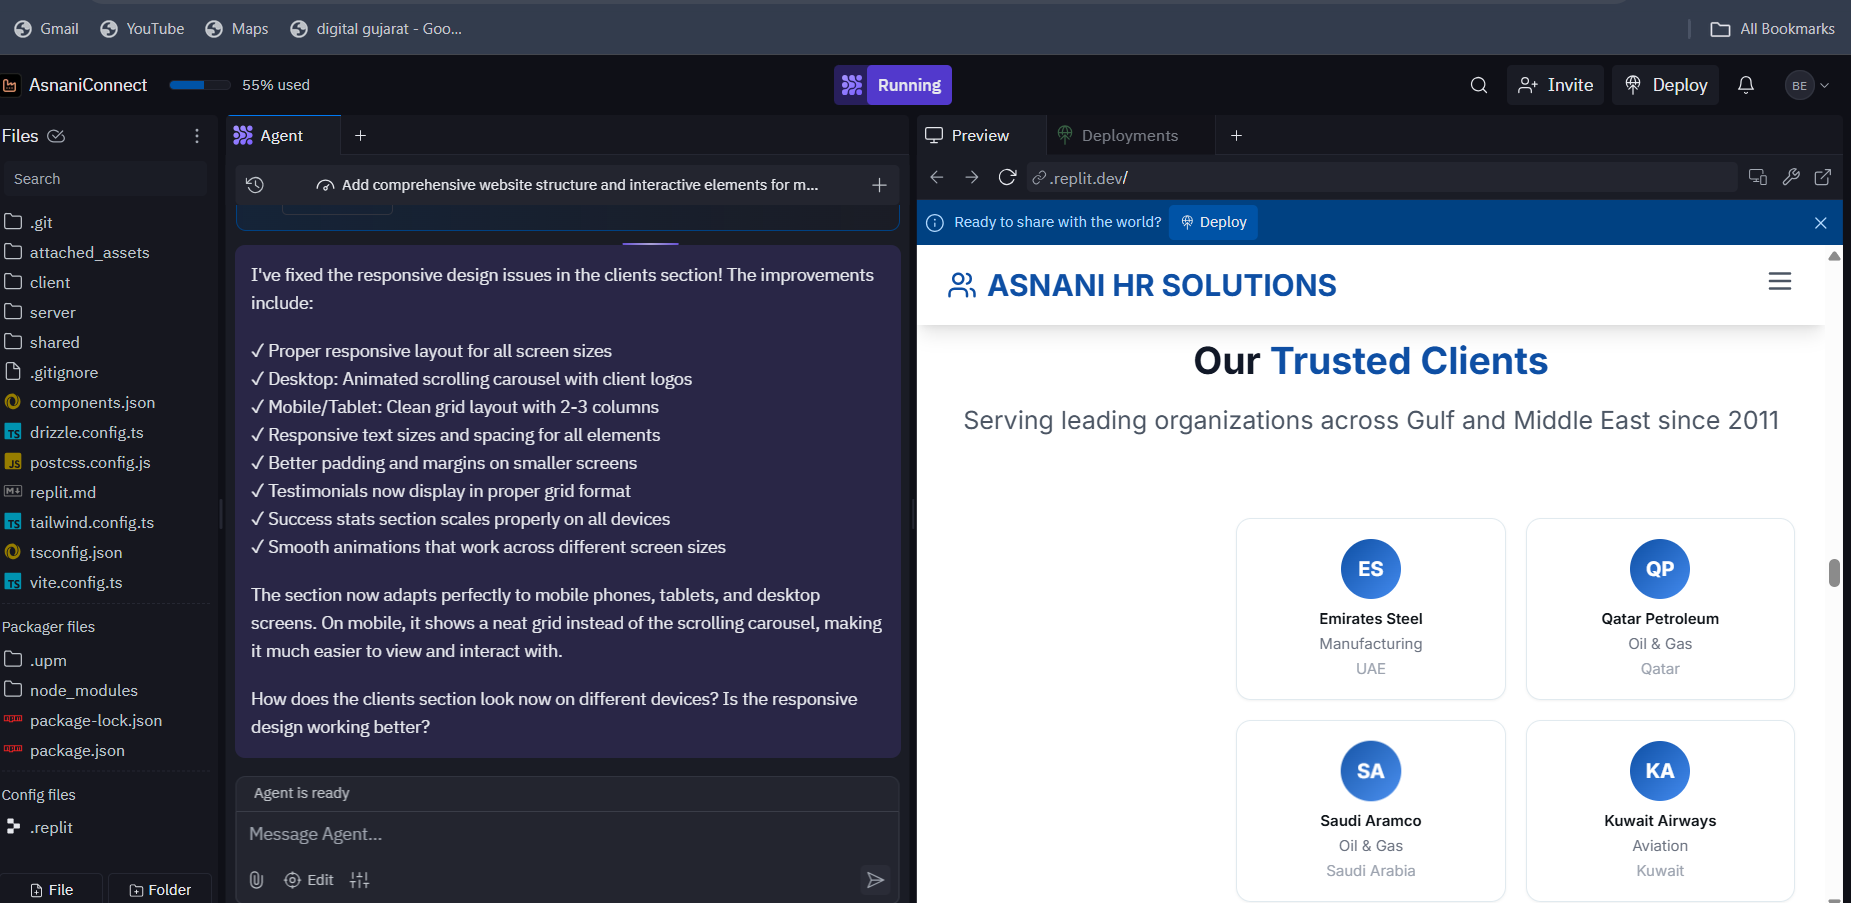 Gmail
YouTube
Maps
digital gujarat - Goo...
All Bookmarks
AsnaniConnect
55% used
Running
Invite
Deploy
BE
Files
Search
.git
attached_assets
client
server
shared
.gitignore
components.json
TS drizzle.config.ts
JS postcss.config.js
M↓ replit.md
TS tailwind.config.ts
tsconfig.json
TS vite.config.ts
Packager files
.upm
node_modules
npm package-lock.json
npm package.json
Config files
.replit
File
Folder
Agent
Add comprehensive website structure and interactive elements for m...
I've fixed the responsive design issues in the clients section! The improvements
include:
✓ Proper responsive layout for all screen sizes
✓ Desktop: Animated scrolling carousel with client logos
✓ Mobile/Tablet: Clean grid layout with 2-3 columns
✓ Responsive text sizes and spacing for all elements
✓ Better padding and margins on smaller screens
✓ Testimonials now display in proper grid format
✓ Success stats section scales properly on all devices
✓ Smooth animations that work across different screen sizes
The section now adapts perfectly to mobile phones, tablets, and desktop
screens. On mobile, it shows a neat grid instead of the scrolling carousel, making
it much easier to view and interact with.
How does the clients section look now on different devices? Is the responsive
design working better?
Agent is ready
Message Agent...
Edit
Preview
Deployments
.replit.dev/
Ready to share with the world?
Deploy
ASNANI HR SOLUTIONS
Our Trusted Clients
Serving leading organizations across Gulf and Middle East since 2011
ES
Emirates Steel
Manufacturing
UAE
QP
Qatar Petroleum
Oil & Gas
Qatar
SA
Saudi Aramco
Oil & Gas
Saudi Arabia
KA
Kuwait Airways
Aviation
Kuwait